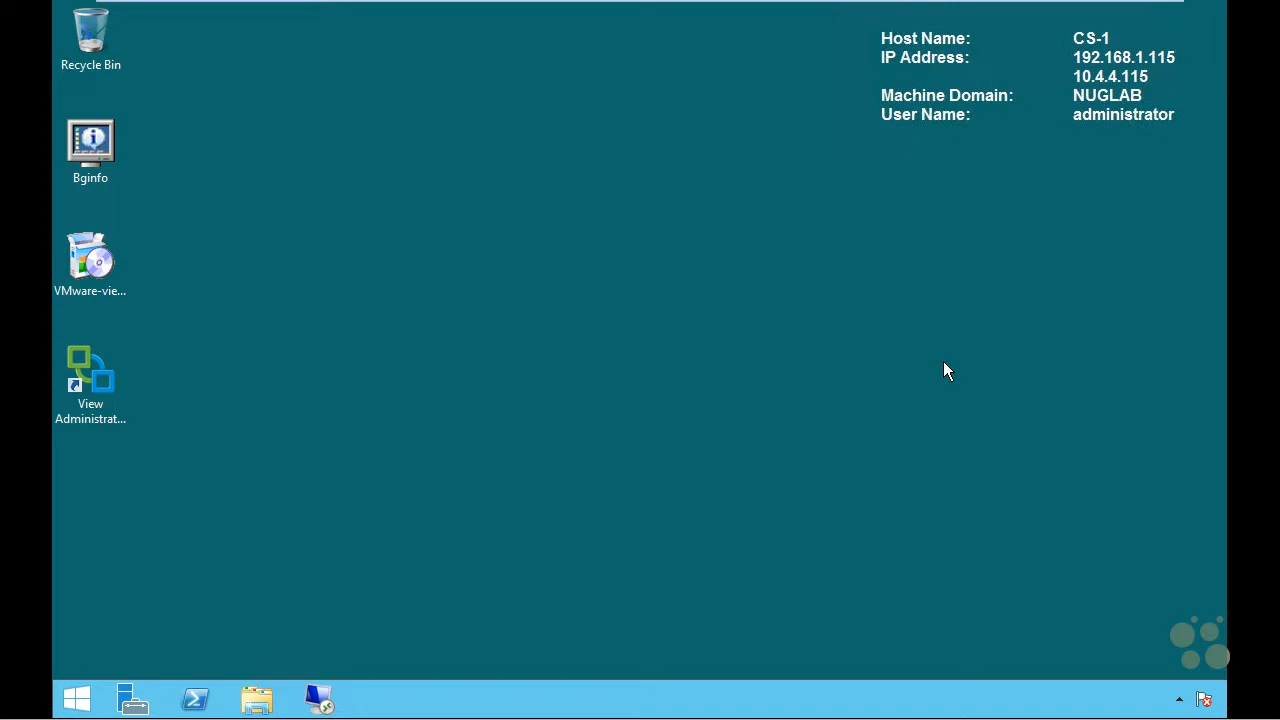 Recycle Bin
Bginfo
VMware-vie...
View
Administrat...
Host Name: CS-1
IP Address: 192.168.1.115
10.4.4.115
Machine Domain: NUGLAB
User Name: administrator